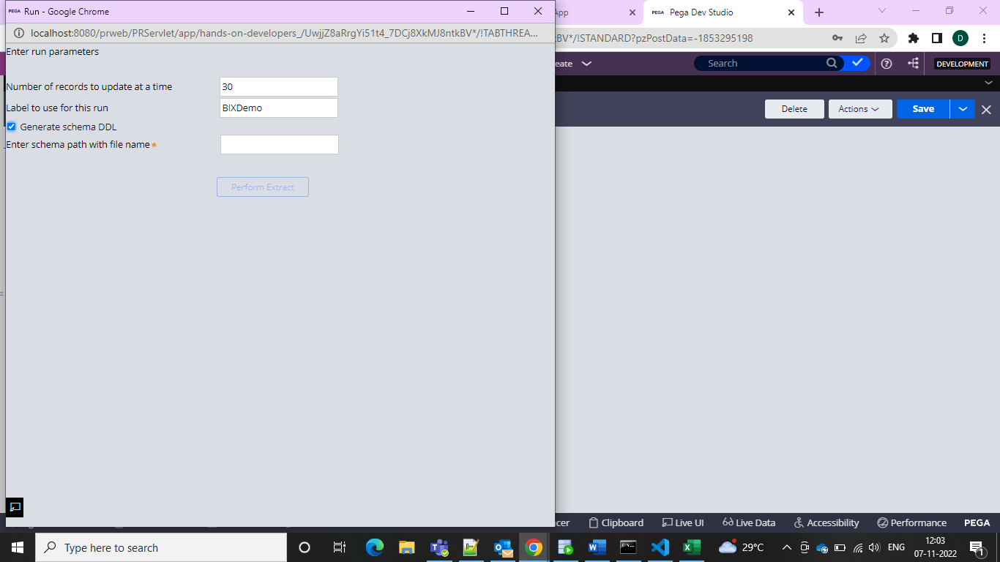 PEGA Run - Google Chrome
App
PEGA Pega Dev Studio
localhost:8080/prweb/PRServlet/app/hands-on-developers_/UwjjZ8aRrgYi51t4_7DCj8XkMJ8ntkBV*/!TABTHREA...
BV*/!STANDARD?pzPostData=-1853295198
D
Enter run parameters
eate
Search
DEVELOPMENT
Number of records to update at a time
30
Label to use for this run
BIXDemo
Delete
Actions
Save
Generate schema DDL
Enter schema path with file name*
Perform Extract
cer
Clipboard
Live UI
Live Data
Accessibility
Performance
PEGA
Type here to search
29°C
ENG
12:03
07-11-2022
1